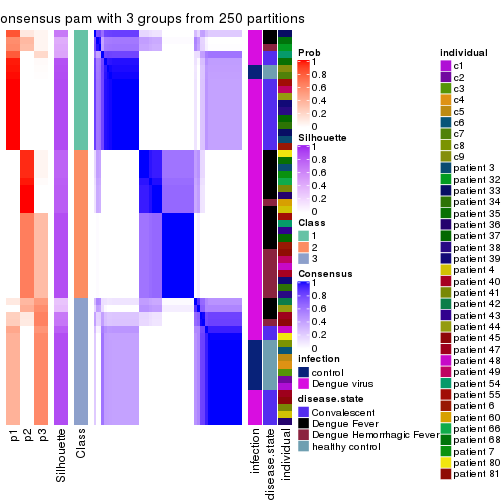 onsensus pam with 3 groups from 250 partitions
p1
p2
p3
Silhouette
Class
infection
disease.state
individual
Prob
1
0.8
0.6
0.4
0.2
0
Silhouette
1
0.8
0.6
0.4
0.2
0
Class
1
2
3
Consensus
1
0.8
0.6
0.4
0.2
0
infection
control
Dengue virus
disease.state
Convalescent
Dengue Fever
Dengue Hemorrhagic Fever
healthy control
individual
c1
c2
c3
c4
c5
c6
c7
c8
c9
patient 3
patient 32
patient 33
patient 34
patient 35
patient 36
patient 37
patient 38
patient 39
patient 4
patient 40
patient 41
patient 42
patient 43
patient 44
patient 45
patient 47
patient 48
patient 49
patient 54
patient 55
patient 6
patient 60
patient 66
patient 68
patient 7
patient 80
patient 81